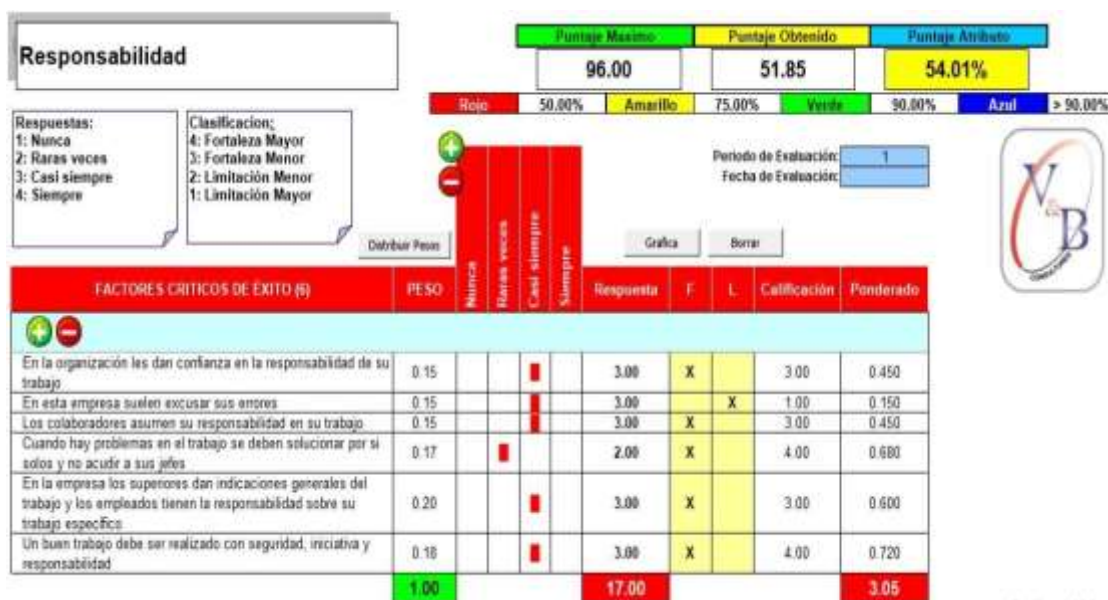 Responsabilidad
Puntaje Maximo Puntaje Obtenido Puntaje Atributo
96.00 51.85 54.01%
Rojo 50.00% Amarillo 75.00% Verde 90.00% Azul > 90.00%
Respuestas:
1: Nunca
2: Raras veces
3: Casi siempre
4: Siempre
Clasificacion:
4: Fortaleza Mayor
3: Fortaleza Menor
2: Limitación Menor
1: Limitación Mayor
Periodo de Evaluación: 1
Fecha de Evaluación:
Distribuir Pesos
Grafica Borrar
V & B
CONSULTORES
FACTORES CRITICOS DE ÉXITO (6) PESO Nunca Raras veces Casi siempre Siempre Respuesta F L Calificación Ponderado
En la organización les dan confianza en la responsabilidad de su
trabajo 0.15 3.00 X 3.00 0.450
En esta empresa suelen excusar sus errores 0.15 3.00 X 1.00 0.150
Los colaboradores asumen su responsabilidad en su trabajo 0.15 3.00 X 3.00 0.450
Cuando hay problemas en el trabajo se deben solucionar por si
solos y no acudir a sus jefes 0.17 2.00 X 4.00 0.680
En la empresa los superiores dan indicaciones generales del
trabajo y los empleados tienen la responsabilidad sobre su
trabajo específico 0.20 3.00 X 3.00 0.600
Un buen trabajo debe ser realizado con seguridad, iniciativa y
responsabilidad 0.18 3.00 X 4.00 0.720
1.00 17.00 3.05